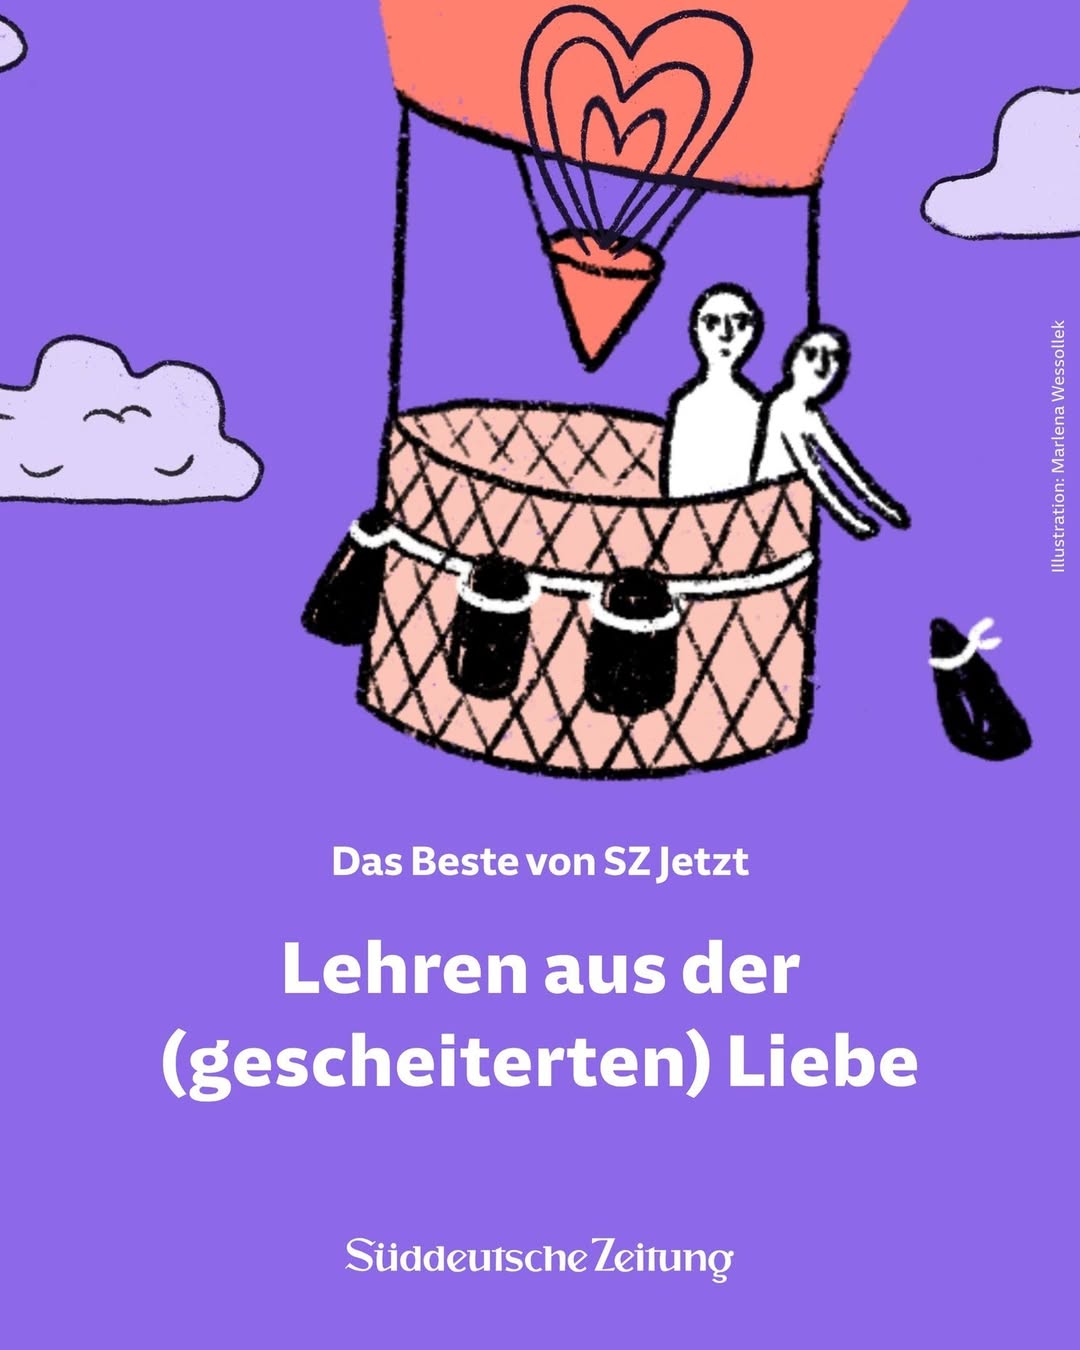 Illustration: Marlena Wessollek
Das Beste von SZ Jetzt
Lehren aus der
(gescheiterten) Liebe
Süddeutsche Zeitung